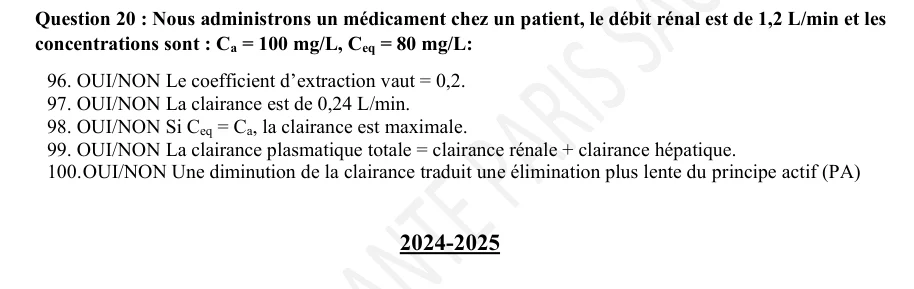 Question 20 : Nous administrons un médicament chez un patient, le débit rénal est de 1,2 L/min et les
concentrations sont : Ca = 100 mg/L, Ceq = 80 mg/L:
96. OUI/NON Le coefficient d’extraction vaut = 0,2.
97. OUI/NON La clairance est de 0,24 L/min.
98. OUI/NON Si Ceq = Ca, la clairance est maximale.
99. OUI/NON La clairance plasmatique totale = clairance rénale + clairance hépatique.
100.OUI/NON Une diminution de la clairance traduit une élimination plus lente du principe actif (PA)
2024-2025